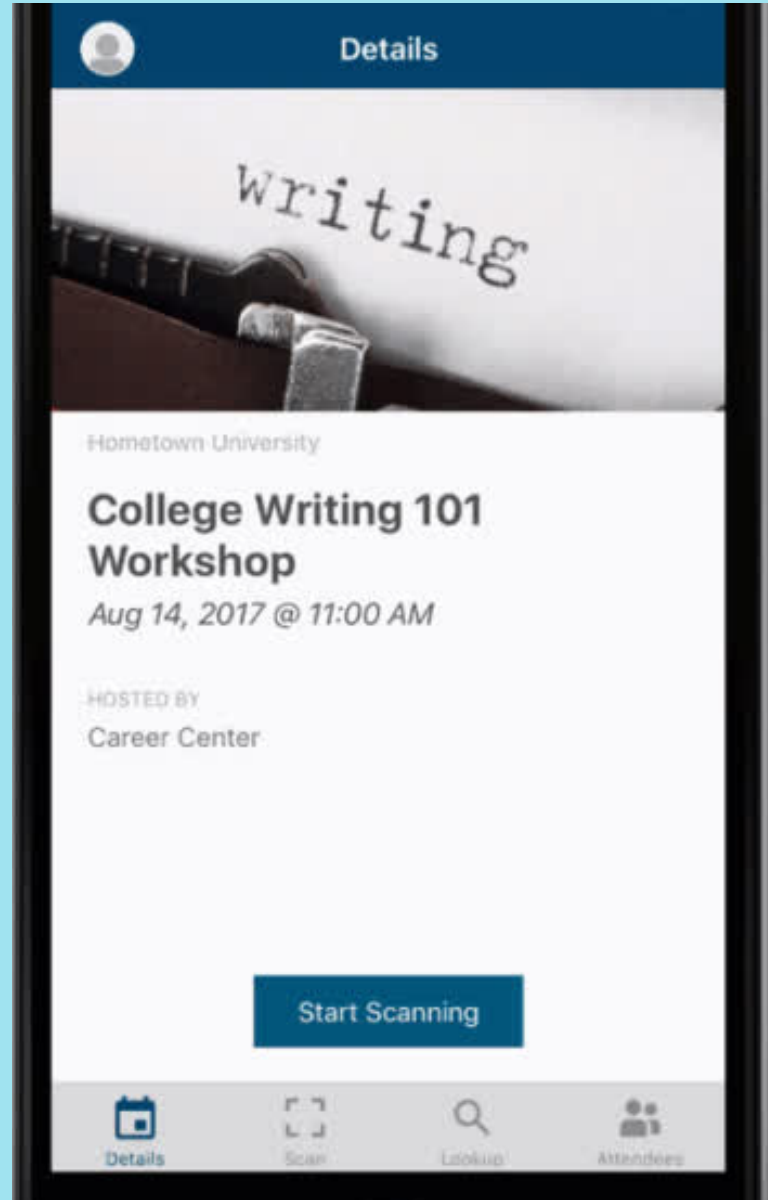 Details
writing
Hometown University
College Writing 101
Workshop
Aug 14, 2017 @ 11:00 AM
HOSTED BY
Career Center
Start Scanning
Details
Scan
Lookup
Attendees